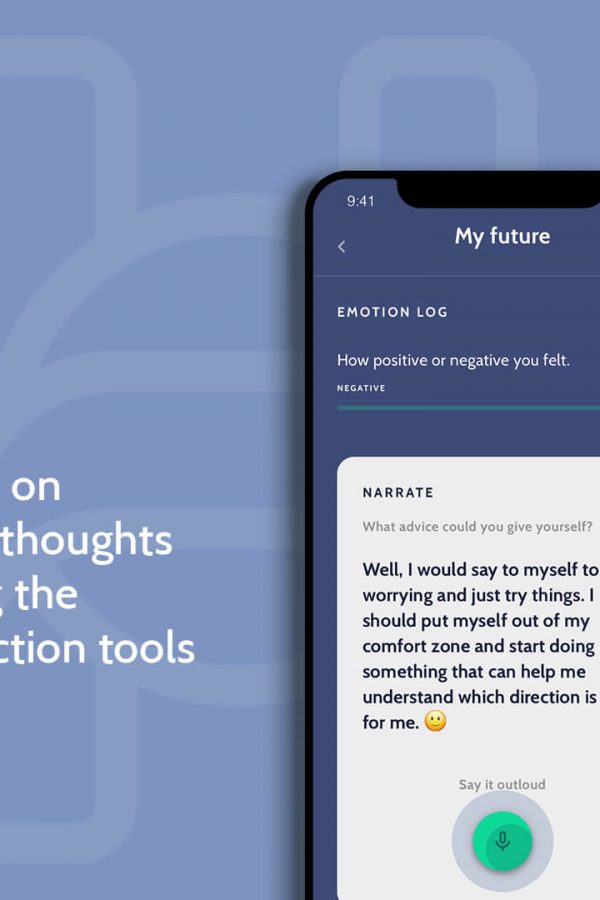 9:41
My future
EMOTION LOG
How positive or negative you felt.
NEGATIVE
on
thoughts
g the
ction tools
NARRATE
What advice could you give yourself?
Well, I would say to myself to
worrying and just try things. I
should put myself out of my
comfort zone and start doing
something that can help me
understand which direction is
for me. 🙂
Say it outloud